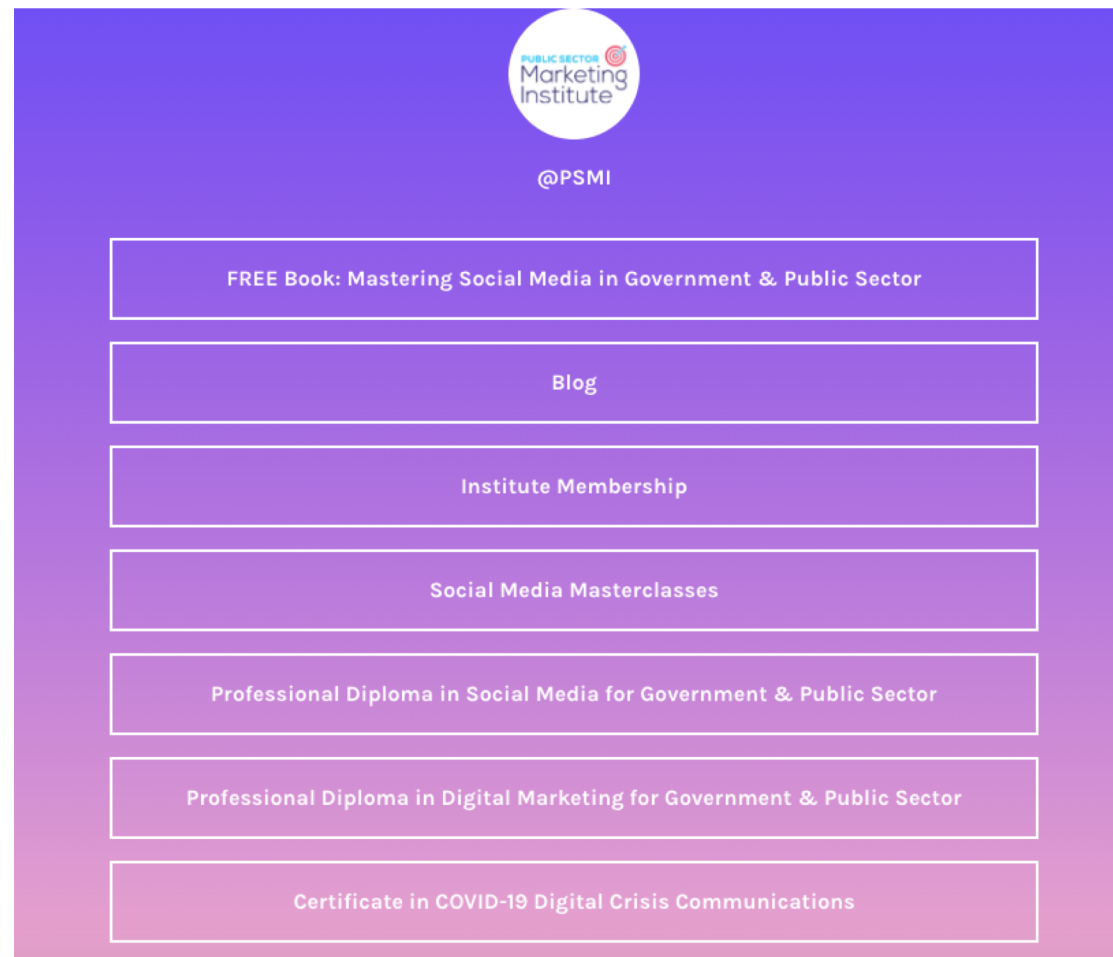 PUBLIC SECTOR
Marketing
Institute
@PSMI
FREE Book: Mastering Social Media in Government & Public Sector
Blog
Institute Membership
Social Media Masterclasses
Professional Diploma in Social Media for Government & Public Sector
Professional Diploma in Digital Marketing for Government & Public Sector
Certificate in COVID-19 Digital Crisis Communications